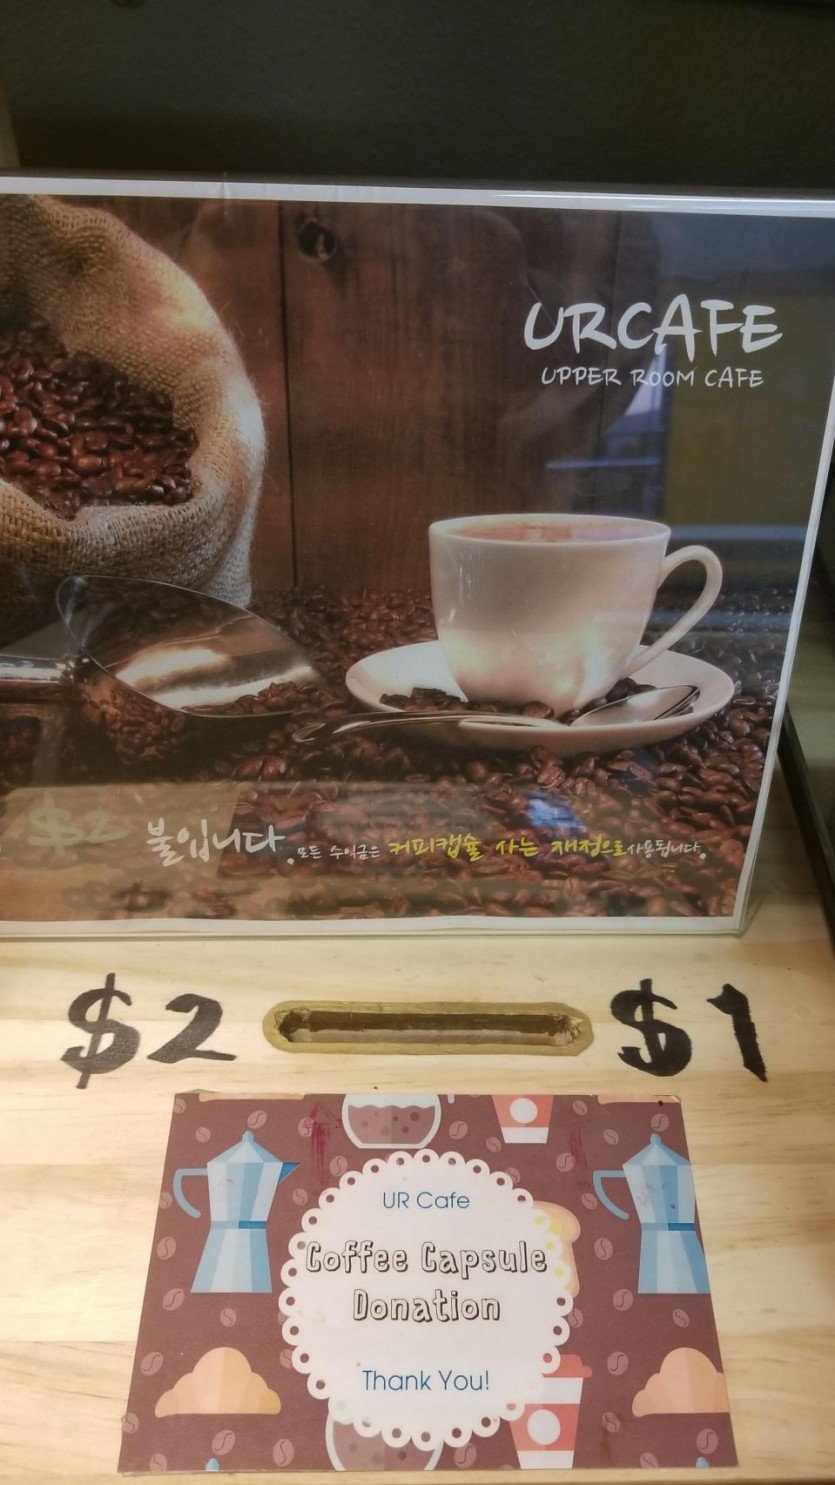 URCAFE
UPPER ROOM CAFE
$2 불입니다. 모든 수익금은 커피캡슐 사는 재정으로 사용됩니다.
$2 $1
UR Cafe
Coffee Capsule
Donation
Thank You!